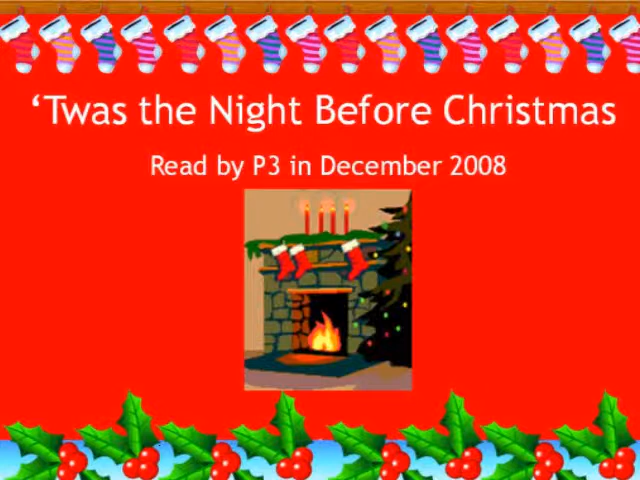 ‘Twas the Night Before Christmas
Read by P3 in December 2008